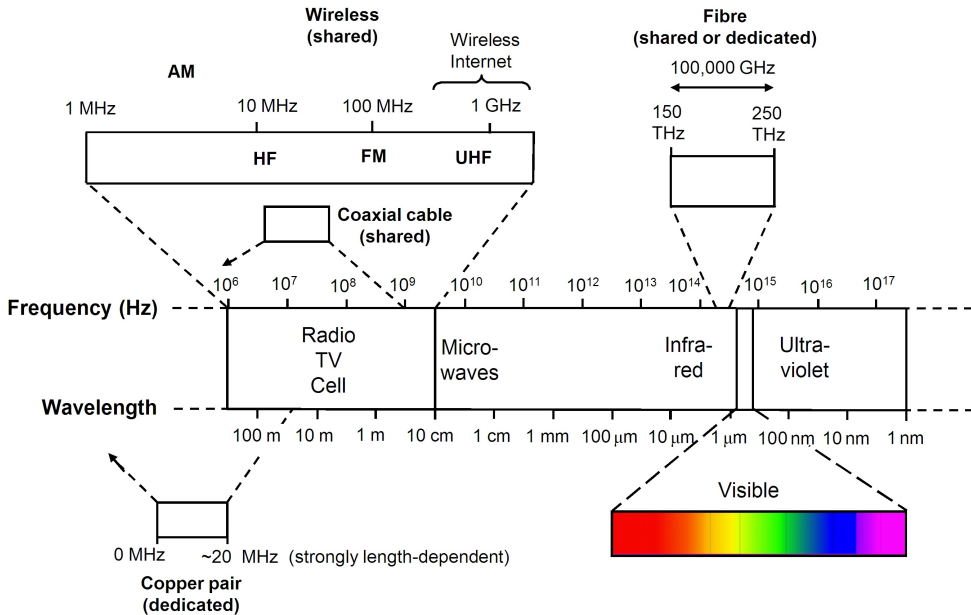 Wireless
(shared)
Fibre
(shared or dedicated)
Wireless
Internet
AM
100,000 GHz
1 MHz
10 MHz
100 MHz
1 GHz
150
THz
250
THz
HF
FM
UHF
Coaxial cable
(shared)
Frequency (Hz)
10⁶
10⁷
10⁸
10⁹
10¹⁰
10¹¹
10¹²
10¹³
10¹⁴
10¹⁵
10¹⁶
10¹⁷
Radio
TV
Cell
Micro-
waves
Infra-
red
Ultra-
violet
Wavelength
100 m
10 m
1 m
10 cm
1 cm
1 mm
100 µm
10 µm
1 µm
100 nm
10 nm
1 nm
Visible
0 MHz
~20 MHz (strongly length-dependent)
Copper pair
(dedicated)